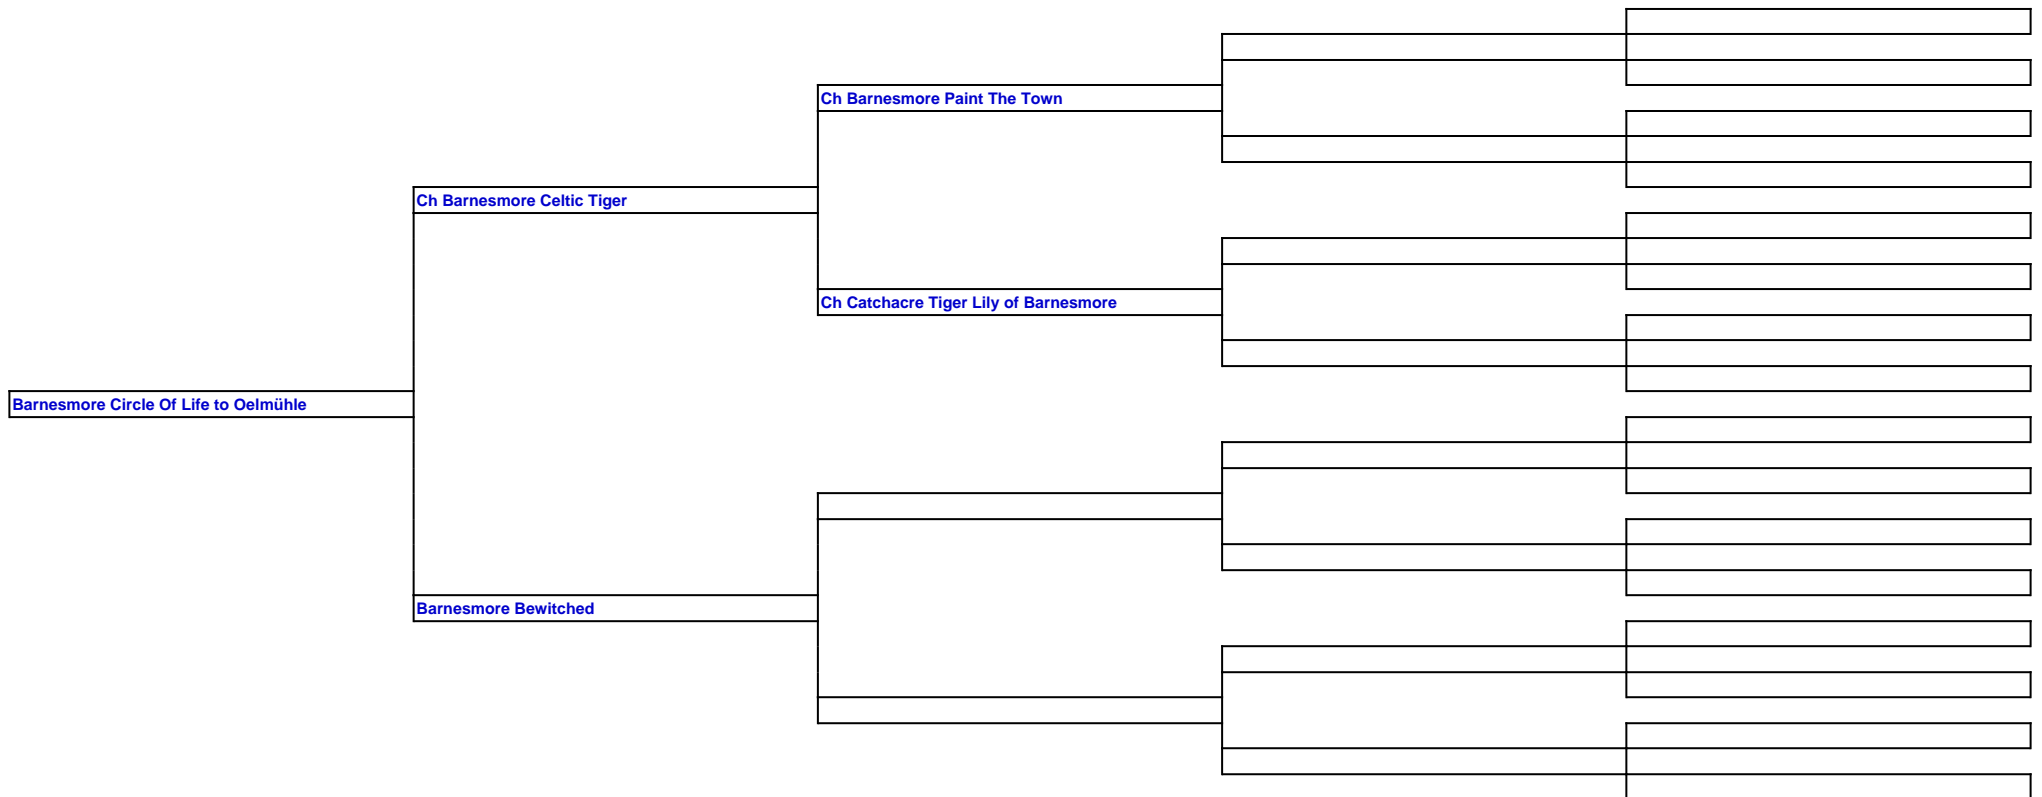 Ch Barnesmore Paint The Town
Ch Barnesmore Celtic Tiger
Ch Catchacre Tiger Lily of Barnesmore
Barnesmore Circle Of Life to Oelmühle
Barnesmore Bewitched